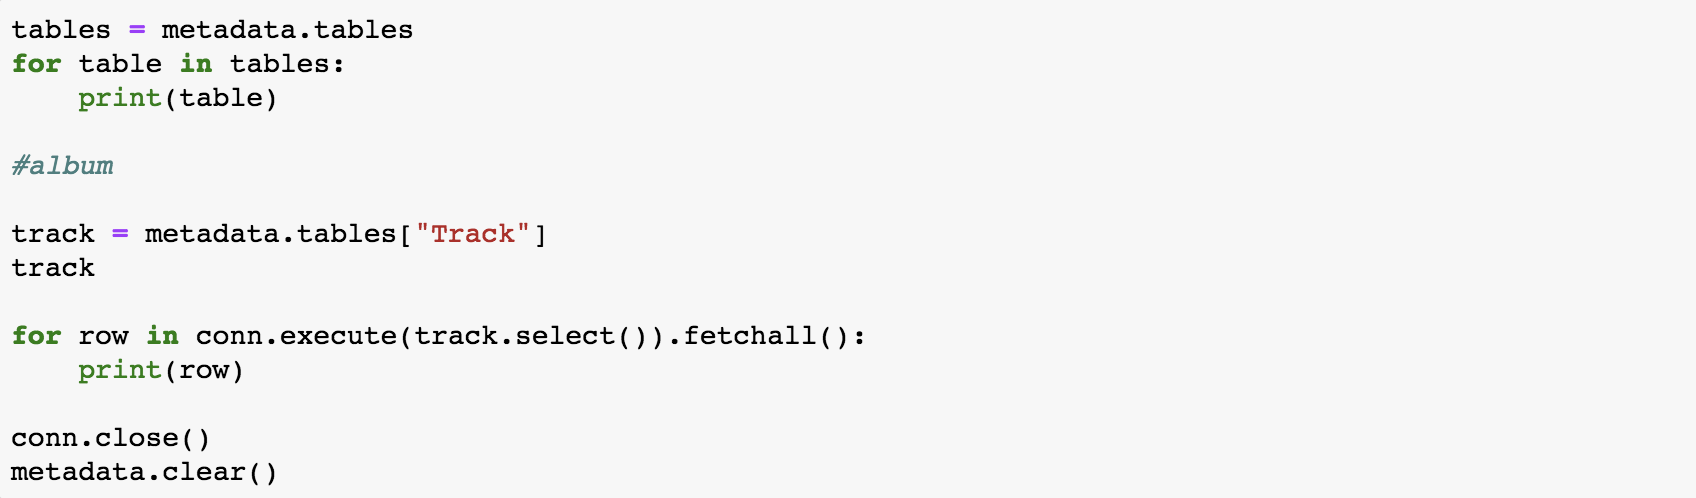 tables = metadata.tables
for table in tables:
    print(table)
#album
track = metadata.tables["Track"]
track
for row in conn.execute(track.select()).fetchall():
    print(row)
conn.close()
metadata.clear()